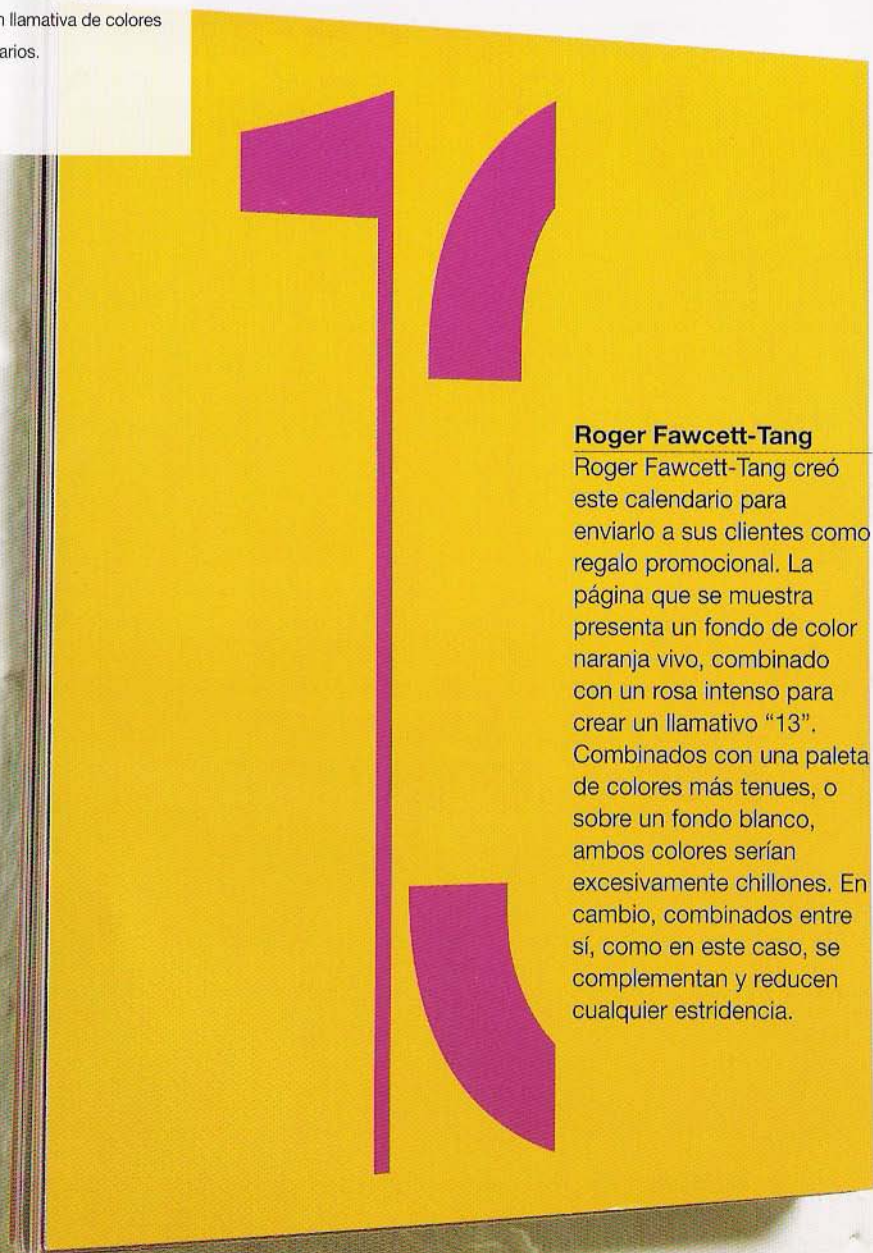 n llamativa de colores
arios.
13
Roger Fawcett-Tang
Roger Fawcett-Tang creó
este calendario para
enviarlo a sus clientes como
regalo promocional. La
página que se muestra
presenta un fondo de color
naranja vivo, combinado
con un rosa intenso para
crear un llamativo “13”.
Combinados con una paleta
de colores más tenues, o
sobre un fondo blanco,
ambos colores serían
excesivamente chillones. En
cambio, combinados entre
sí, como en este caso, se
complementan y reducen
cualquier estridencia.